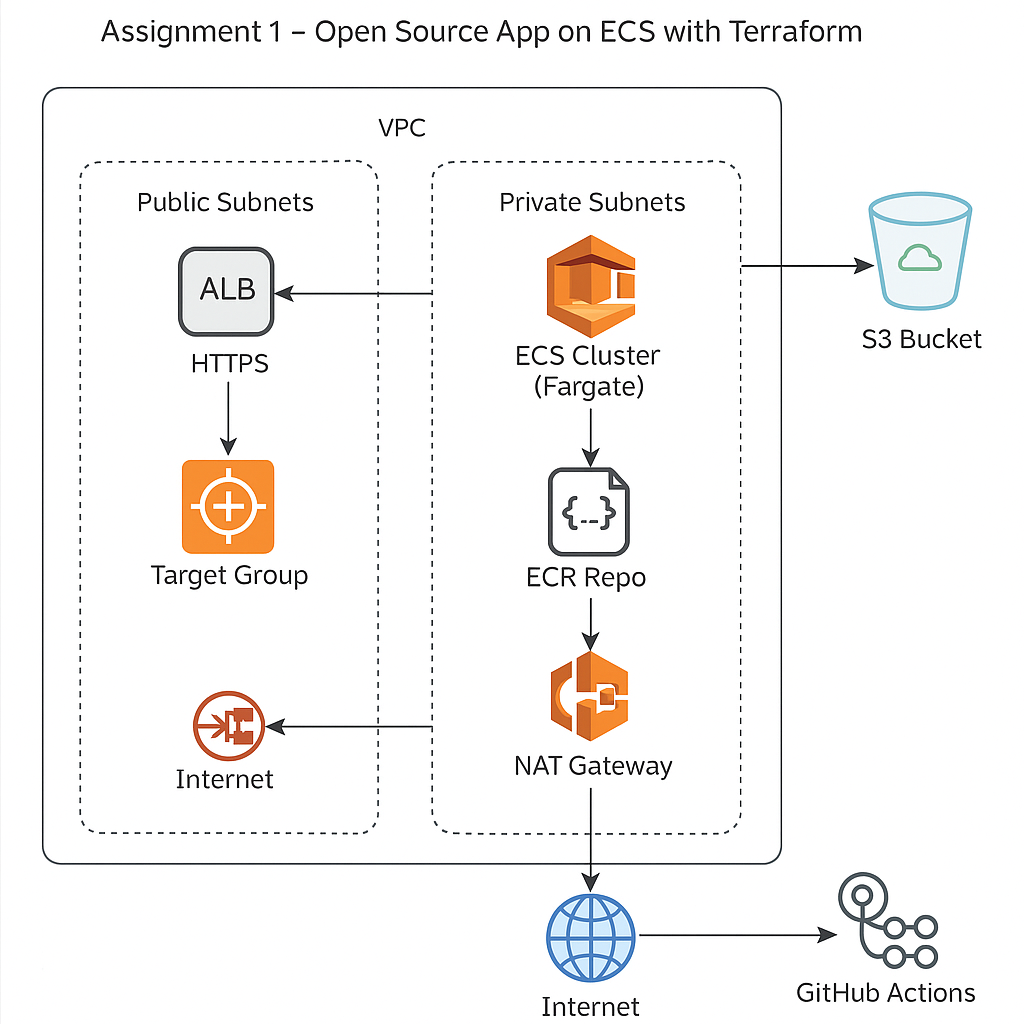 Assignment 1 – Open Source App on ECS with Terraform
VPC
Public Subnets
ALB
HTTPS
Target Group
Internet
Private Subnets
ECS Cluster
(Fargate)
{--}
ECR Repo
NAT Gateway
S3 Bucket
Internet
GitHub Actions